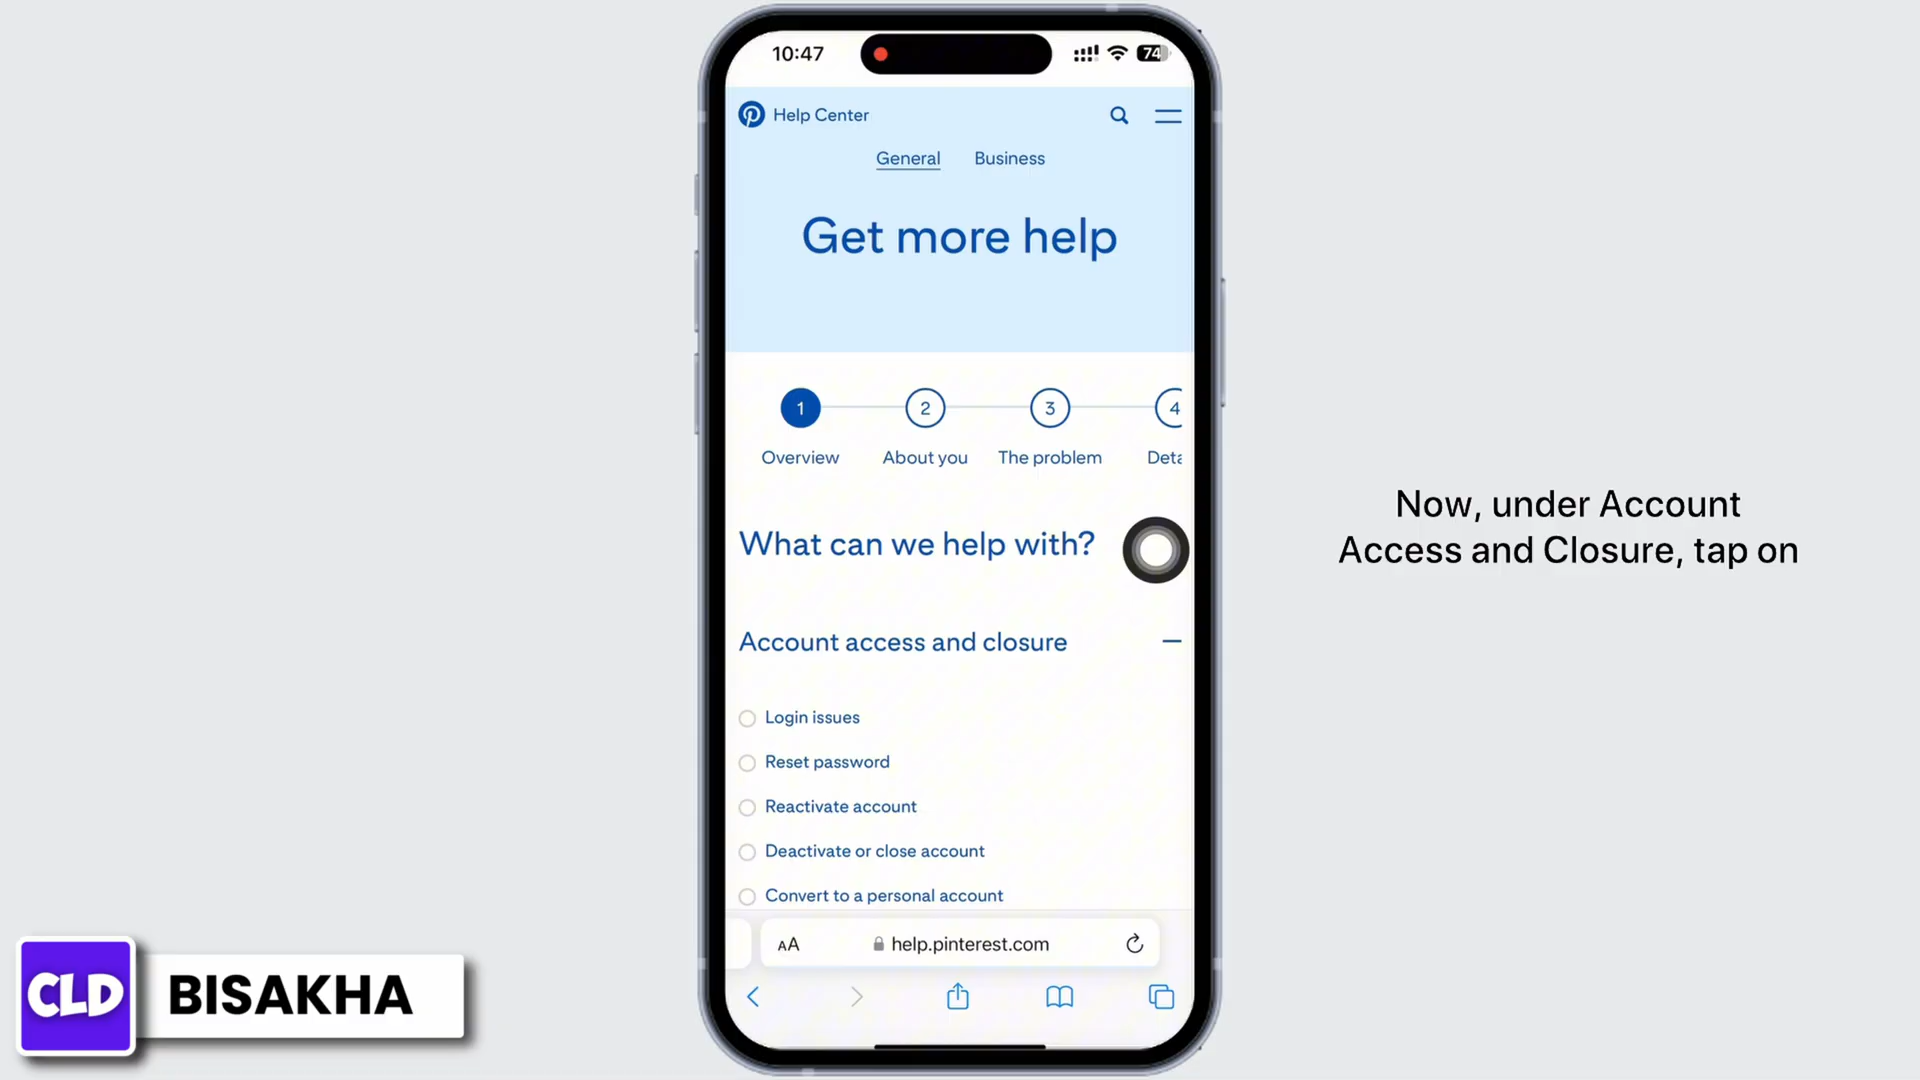 10:47
74
Help Center
General Business
Get more help
1 2 3 4
Overview About you The problem Deta
What can we help with?
Now, under Account
Access and Closure, tap on
Account access and closure
Login issues
Reset password
Reactivate account
Deactivate or close account
Convert to a personal account
AA help.pinterest.com
CLD BISAKHA